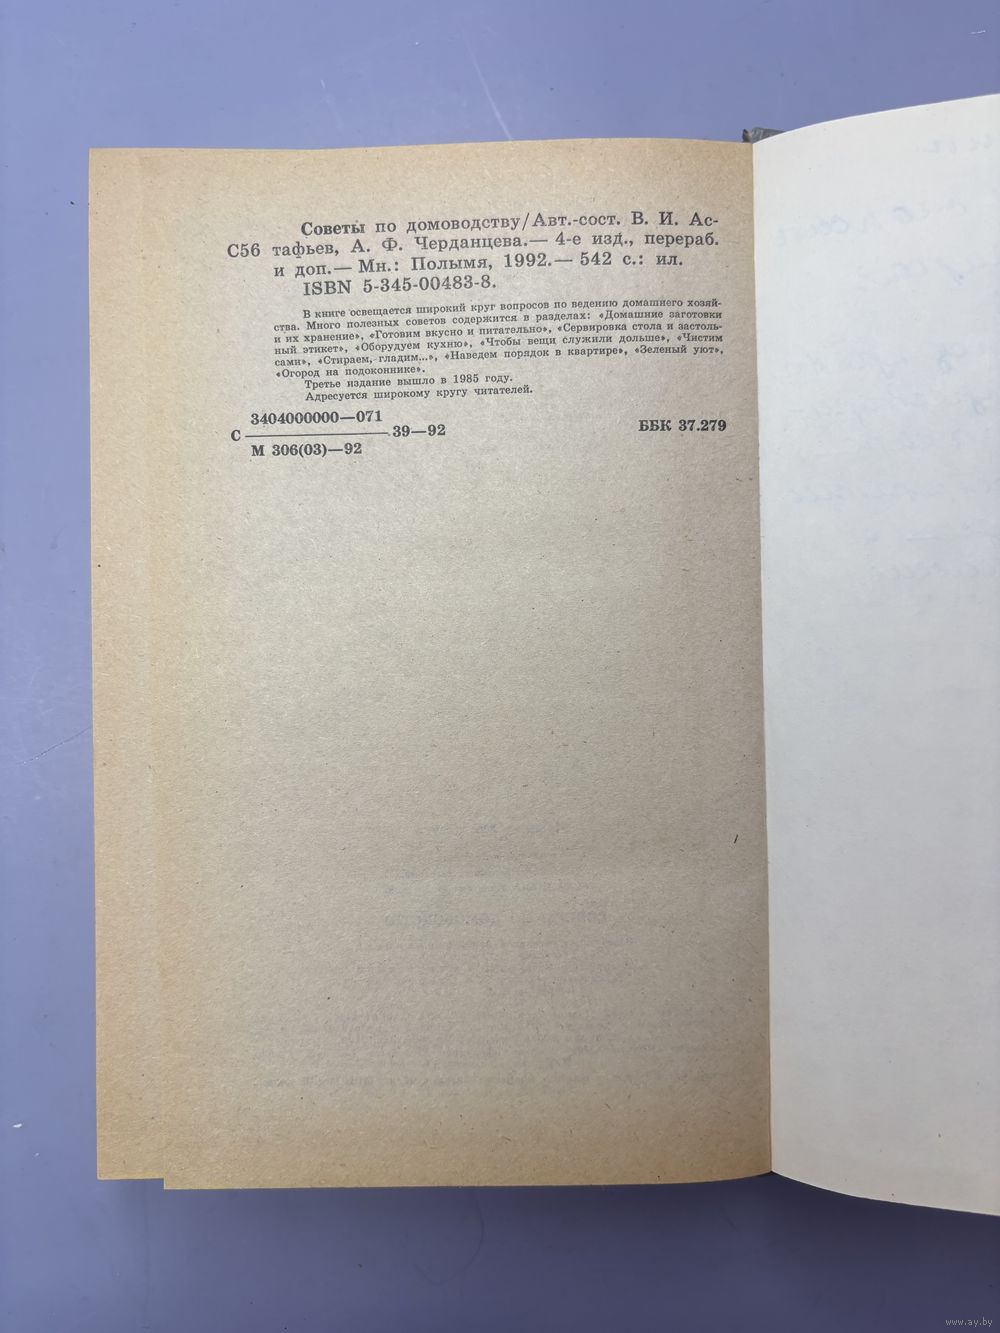 Советы по домоводству/Авт.-сост. В. И. Ас-
С56 тафьев, А. Ф. Черданцева.— 4-е изд., перераб.
и доп.— Мн.: Полымя, 1992.— 542 с.: ил.
ISBN 5-345-00483-8.
В книге освещается широкий круг вопросов по ведению домашнего хозяй-
ства. Много полезных советов содержится в разделах: «Домашние заготовки
и их хранение», «Готовим вкусно и питательно», «Сервировка стола и застоль-
ный этикет», «Оборудуем кухню», «Чтобы вещи служили дольше», «Чистим
сами», «Стираем, гладим...», «Наведем порядок в квартире», «Зеленый уют»,
«Огород на подоконнике».
Третье издание вышло в 1985 году.
Адресуется широкому кругу читателей.
3404000000—071
С 39—92
М 306(03)—92
ББК 37.279
www.ay.by